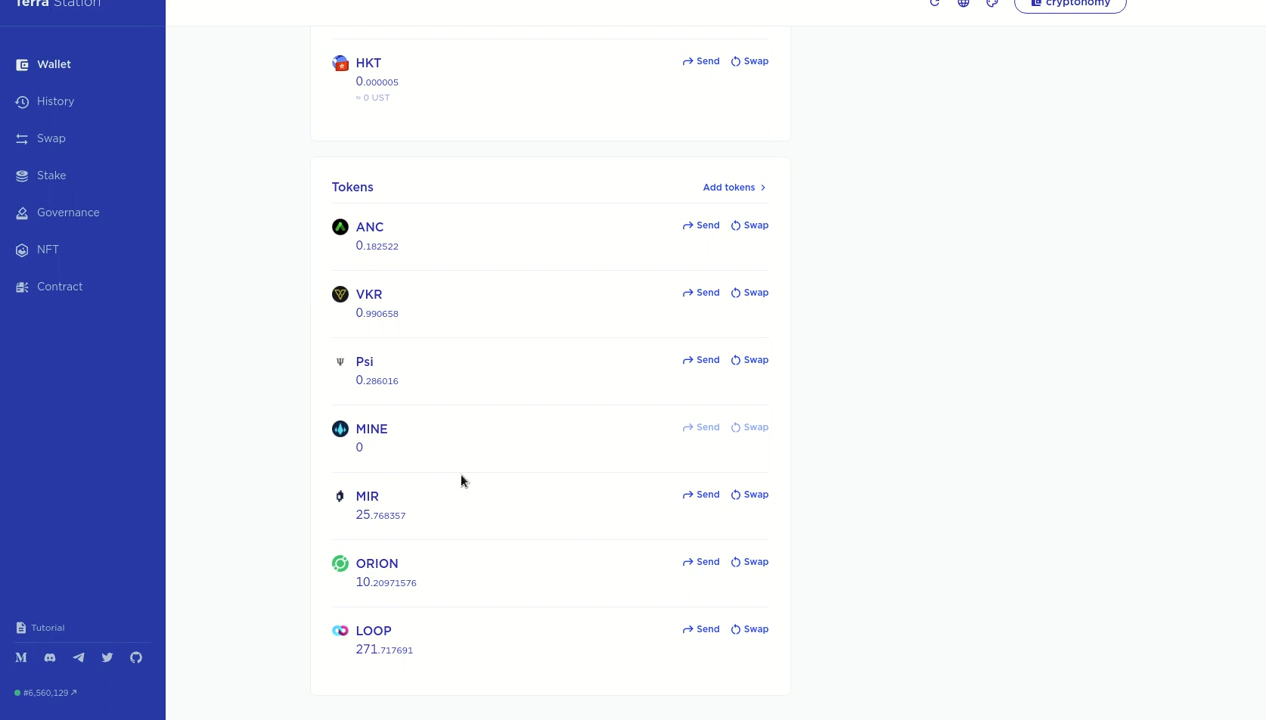 Terra Station
cryptonomy
Wallet
History
Swap
Stake
Governance
NFT
Contract
Tutorial
#6,560,129
HKT
Send
Swap
0.000005
≈ 0 UST
Tokens
Add tokens
ANC
Send
Swap
0.182522
VKR
Send
Swap
0.990658
Psi
Send
Swap
0.286016
MINE
Send
Swap
0
MIR
Send
Swap
25.768357
ORION
Send
Swap
10.20971576
LOOP
Send
Swap
271.717691